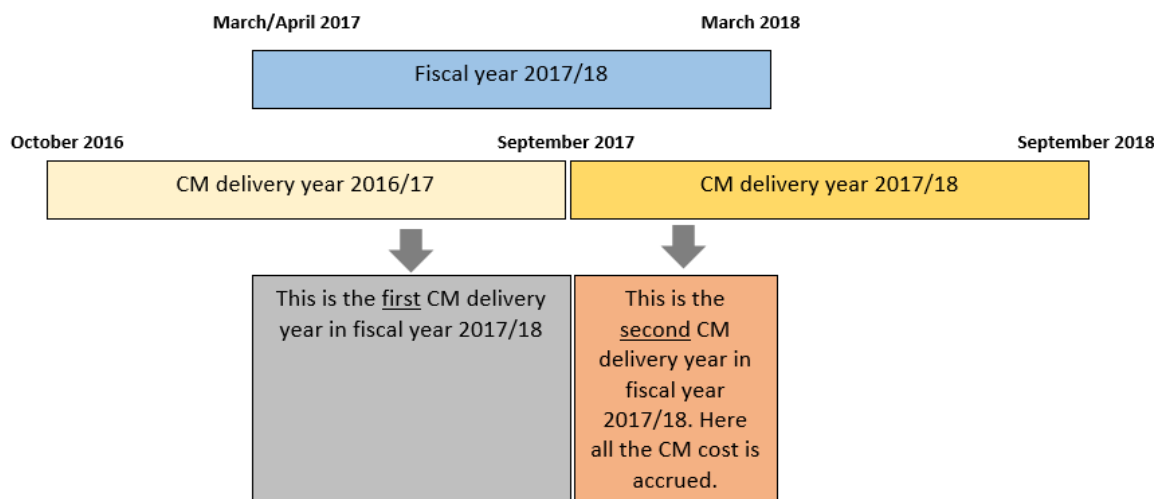 March/April 2017
March 2018
Fiscal year 2017/18
October 2016
September 2017
September 2018
CM delivery year 2016/17
CM delivery year 2017/18
This is the first CM delivery
year in fiscal year 2017/18
This is the
second CM
delivery year in
fiscal year
2017/18. Here
all the CM cost is
accrued.